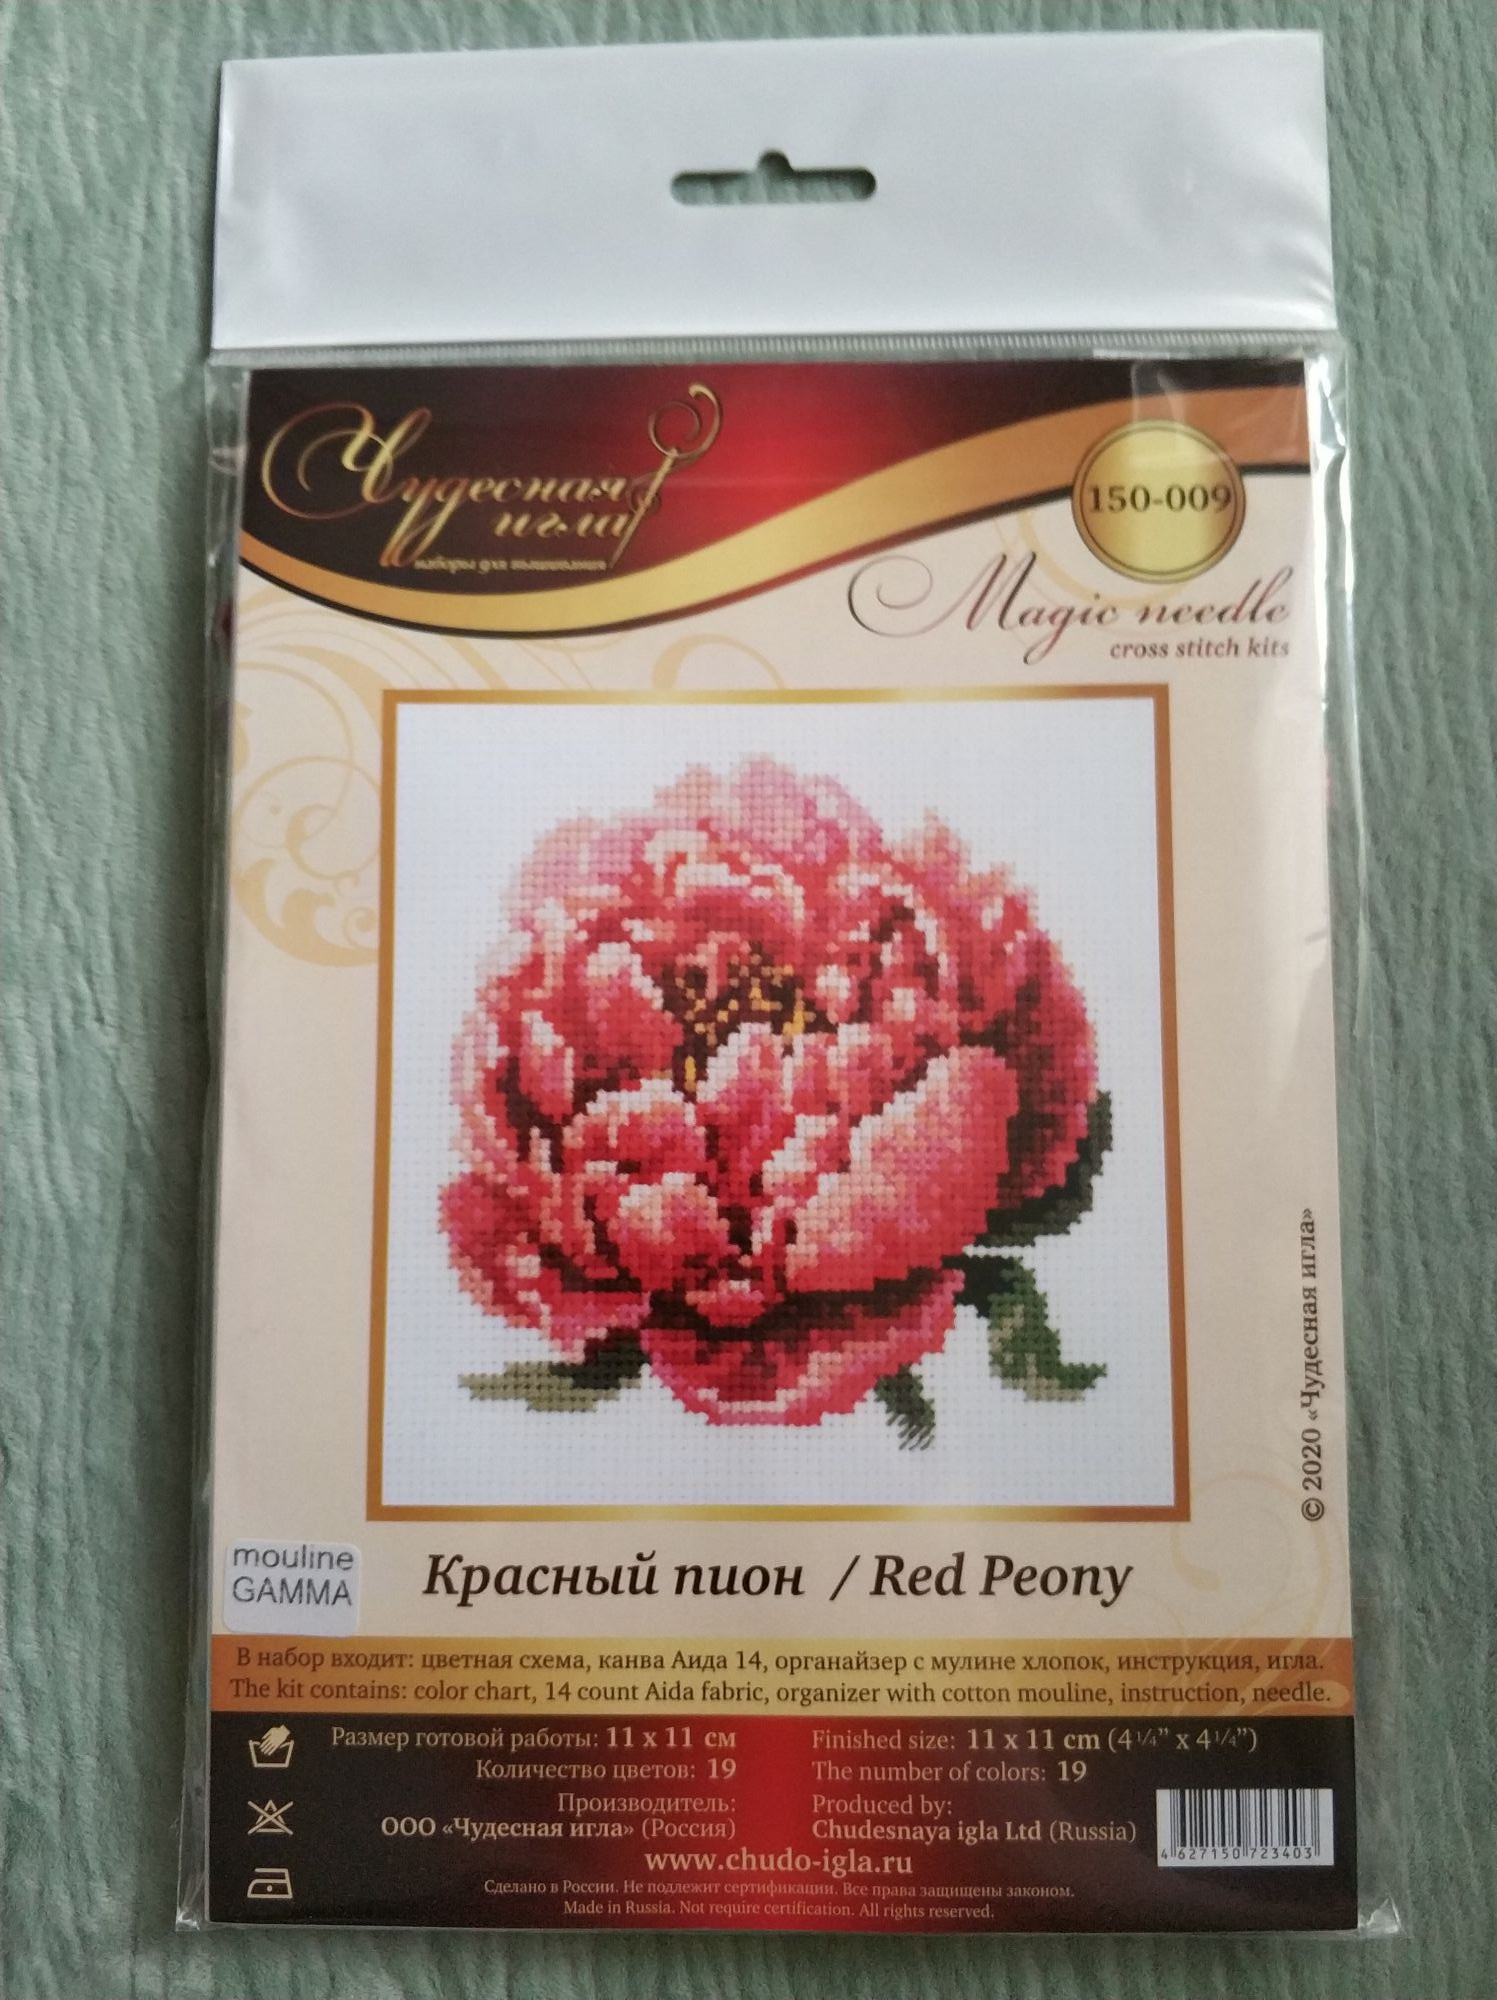 Чудесная
игла
наборы для вышивания
150-009
Magic needle
cross stitch kits
© 2020 «Чудесная игла»
mouline
GAMMA
Красный пион / Red Peony
В набор входит: цветная схема, канва Аида 14, органайзер с мулине хлопок, инструкция, игла.
The kit contains: color chart, 14 count Aida fabric, organizer with cotton mouline, instruction, needle.
Размер готовой работы: 11 x 11 см
Количество цветов: 19
Производитель:
ООО «Чудесная игла» (Россия)
Finished size: 11 x 11 cm (4 1/4” x 4 1/4”)
The number of colors: 19
Produced by:
Chudesnaya igla Ltd (Russia)
www.chudo-igla.ru
Сделано в России. Не подлежит сертификации. Все права защищены законом.
Made in Russia. Not require certification. All rights reserved.
4 627150 723403